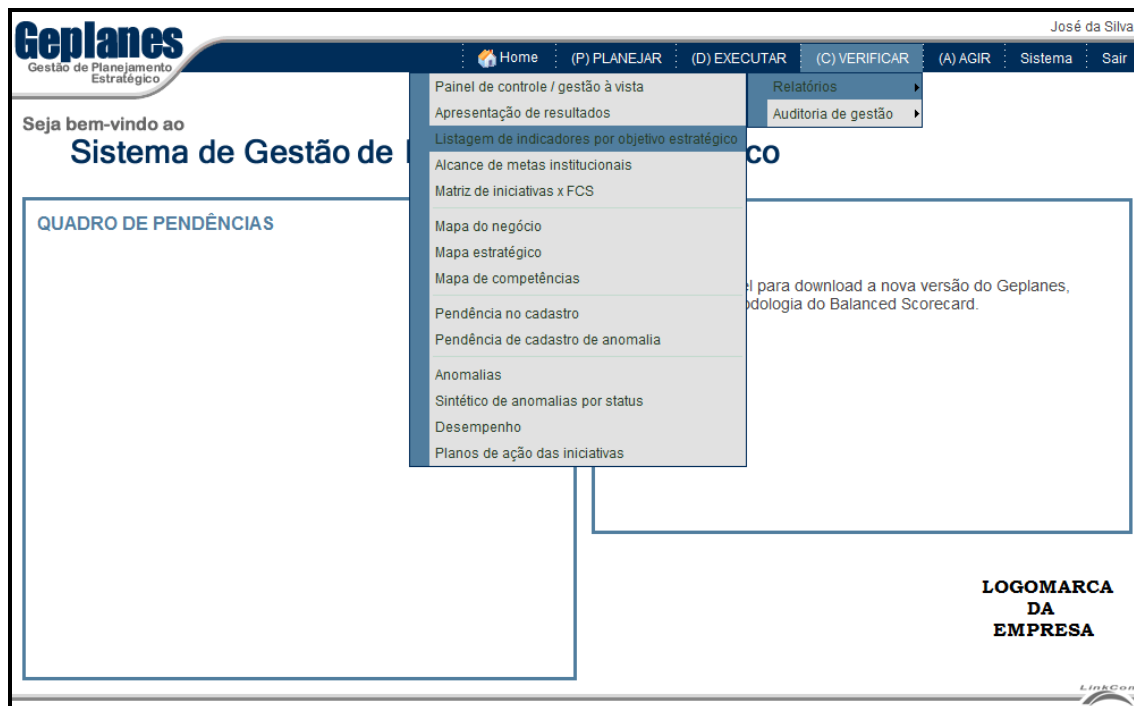 José da Silva
Geplanes
Gestão de Planejamento
Estratégico
Home (P) PLANEJAR (D) EXECUTAR (C) VERIFICAR (A) AGIR Sistema Sair
Relatórios
Auditoria de gestão
Painel de controle / gestão à vista
Apresentação de resultados
Listagem de indicadores por objetivo estratégico
Alcance de metas institucionais
Matriz de iniciativas x FCS
Mapa do negócio
Mapa estratégico
Mapa de competências
Pendência no cadastro
Pendência de cadastro de anomalia
Anomalias
Sintético de anomalias por status
Desempenho
Planos de ação das iniciativas
Seja bem-vindo ao
Sistema de Gestão de
co
QUADRO DE PENDÊNCIAS
para download a nova versão do Geplanes,
dologia do Balanced Scorecard.
LOGOMARCA
DA
EMPRESA
LinkCom